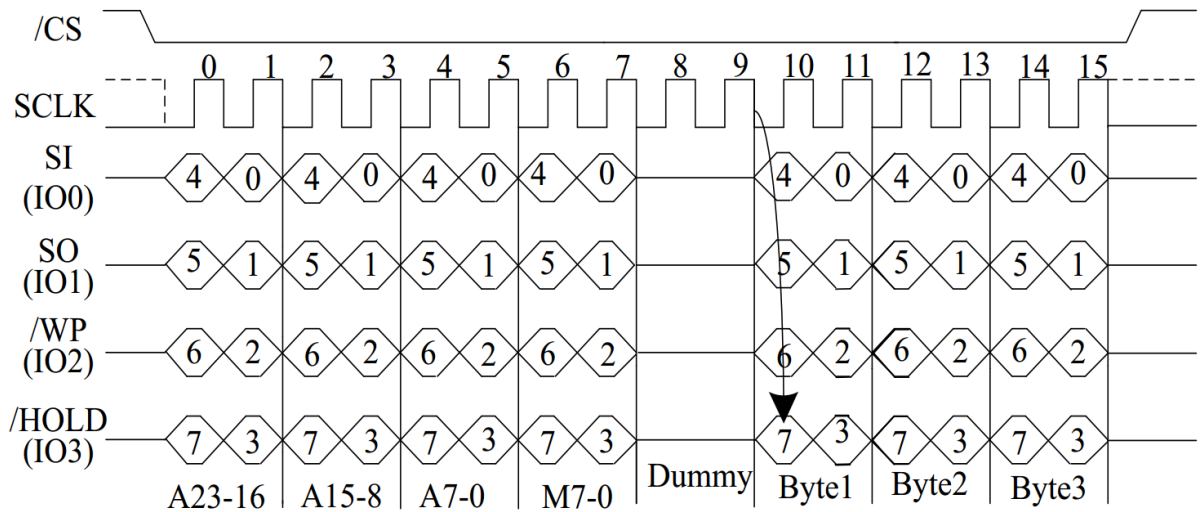 /CS
0 1 2 3 4 5 6 7 8 9 10 11 12 13 14 15
SCLK
SI
(IO0)
4 0 4 0 4 0 4 0 4 0 4 0 4 0
SO
(IO1)
5 1 5 1 5 1 5 1 5 1 5 1 5 1
/WP
(IO2)
6 2 6 2 6 2 6 2 6 2 6 2 6 2
/HOLD
(IO3)
7 3 7 3 7 3 7 3 7 3 7 3 7 3
A23-16 A15-8 A7-0 M7-0 Dummy Byte1 Byte2 Byte3